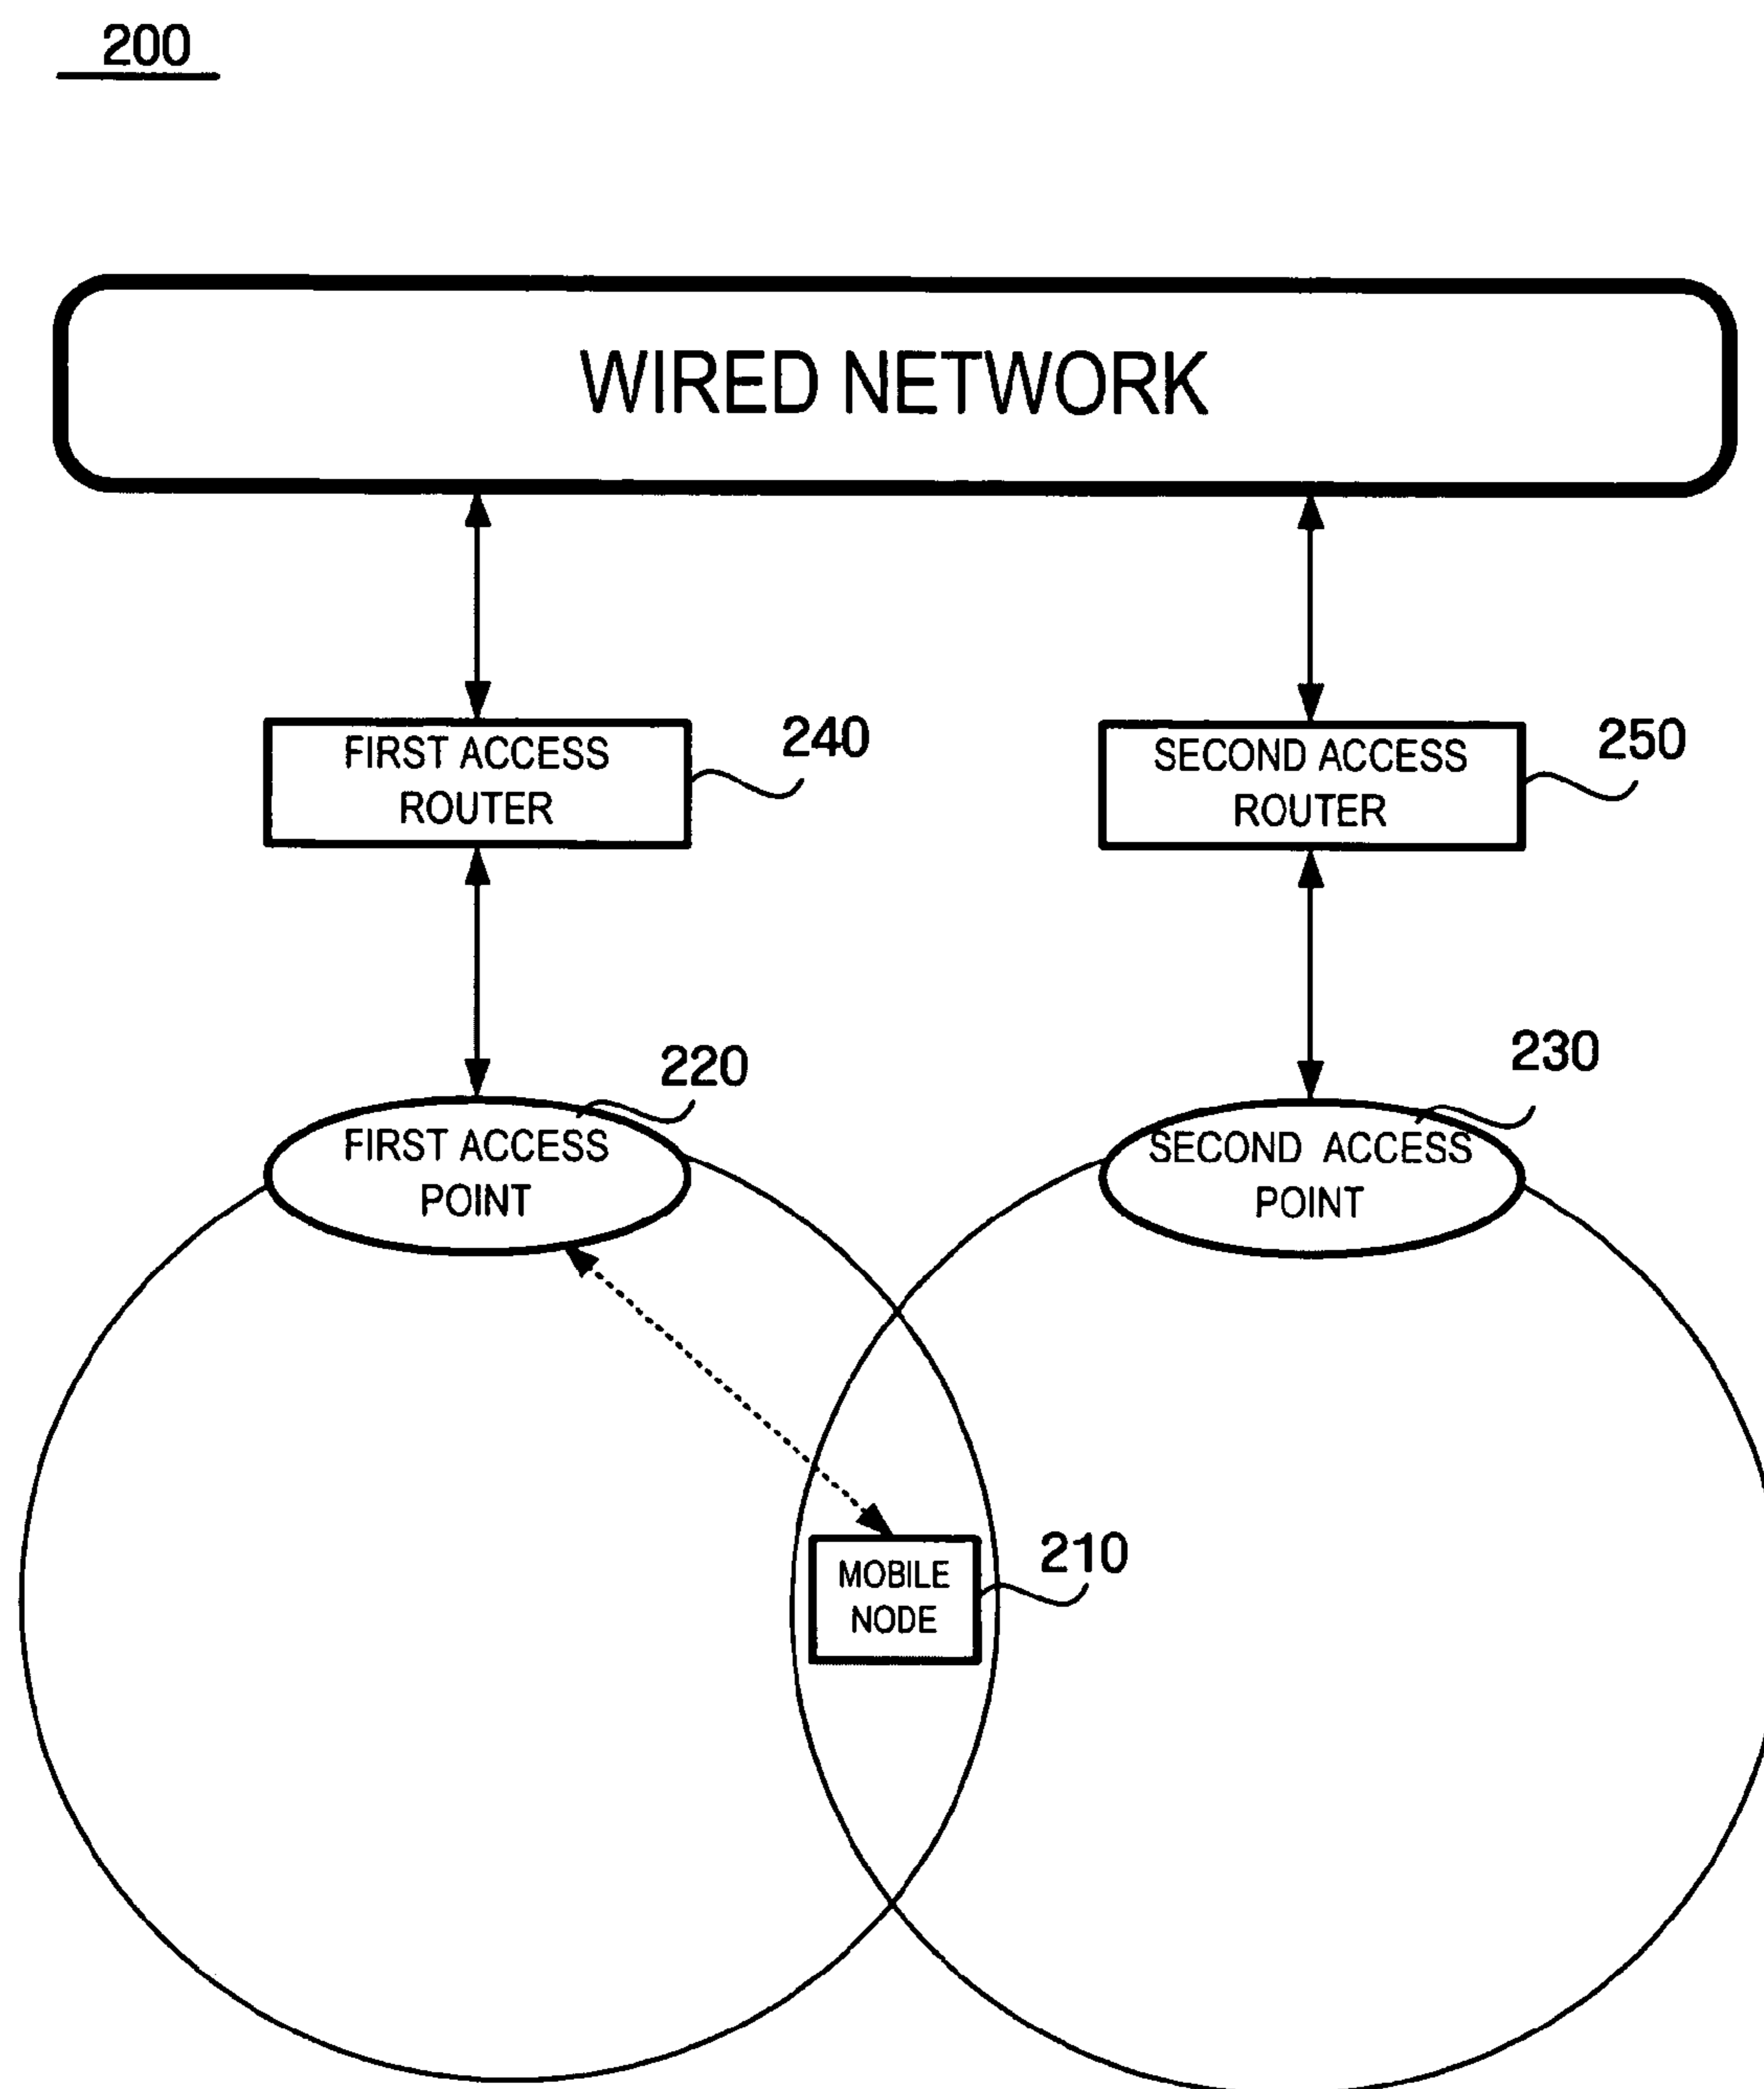 200
WIRED NETWORK
FIRST ACCESS
ROUTER
240
SECOND ACCESS
ROUTER
250
220
FIRST ACCESS
POINT
230
SECOND ACCESS
POINT
MOBILE
NODE
210